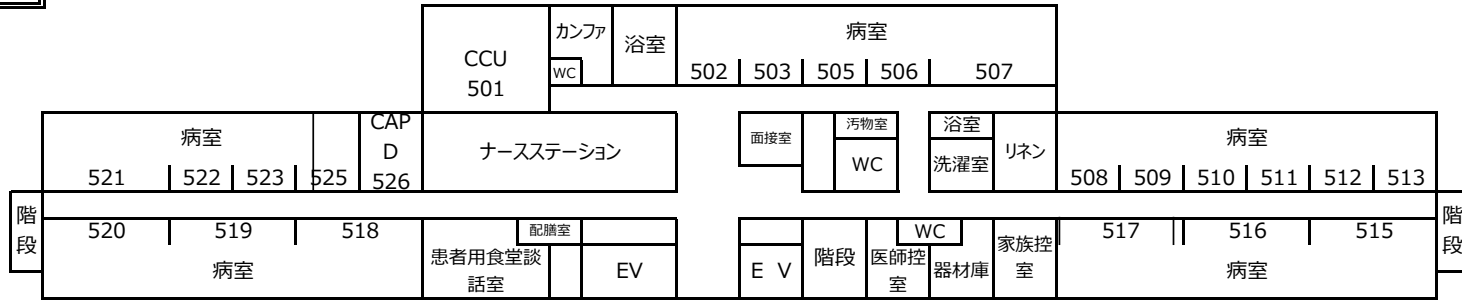 カンファ
浴室
病室
CCU
501
WC
502 503 505 506 507
病室
CAP
D
526
ナースステーション
面接室
汚物室
WC
浴室
洗濯室
リネン
病室
521 522 523 525
508 509 510 511 512 513
階
段
520 519 518
配膳室
WC
517 516 515
階
段
病室
患者用食堂談
話室
EV
E V
階段
医師控
室
器材庫
家族控
室
病室